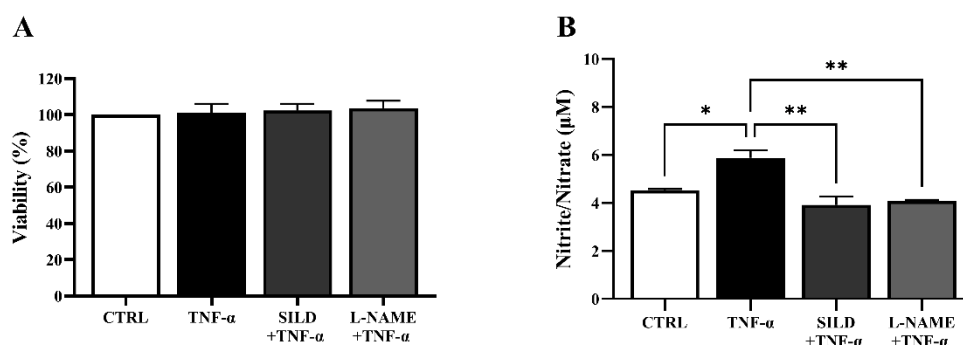 A
Viability (%)
120
100
80
60
40
20
0
CTRL
TNF-α
SILD
+TNF-α
L-NAME
+TNF-α
B
Nitrite/Nitrate (µM)
10
8
6
4
2
0
**
*
**
CTRL
TNF-α
SILD
+TNF-α
L-NAME
+TNF-α